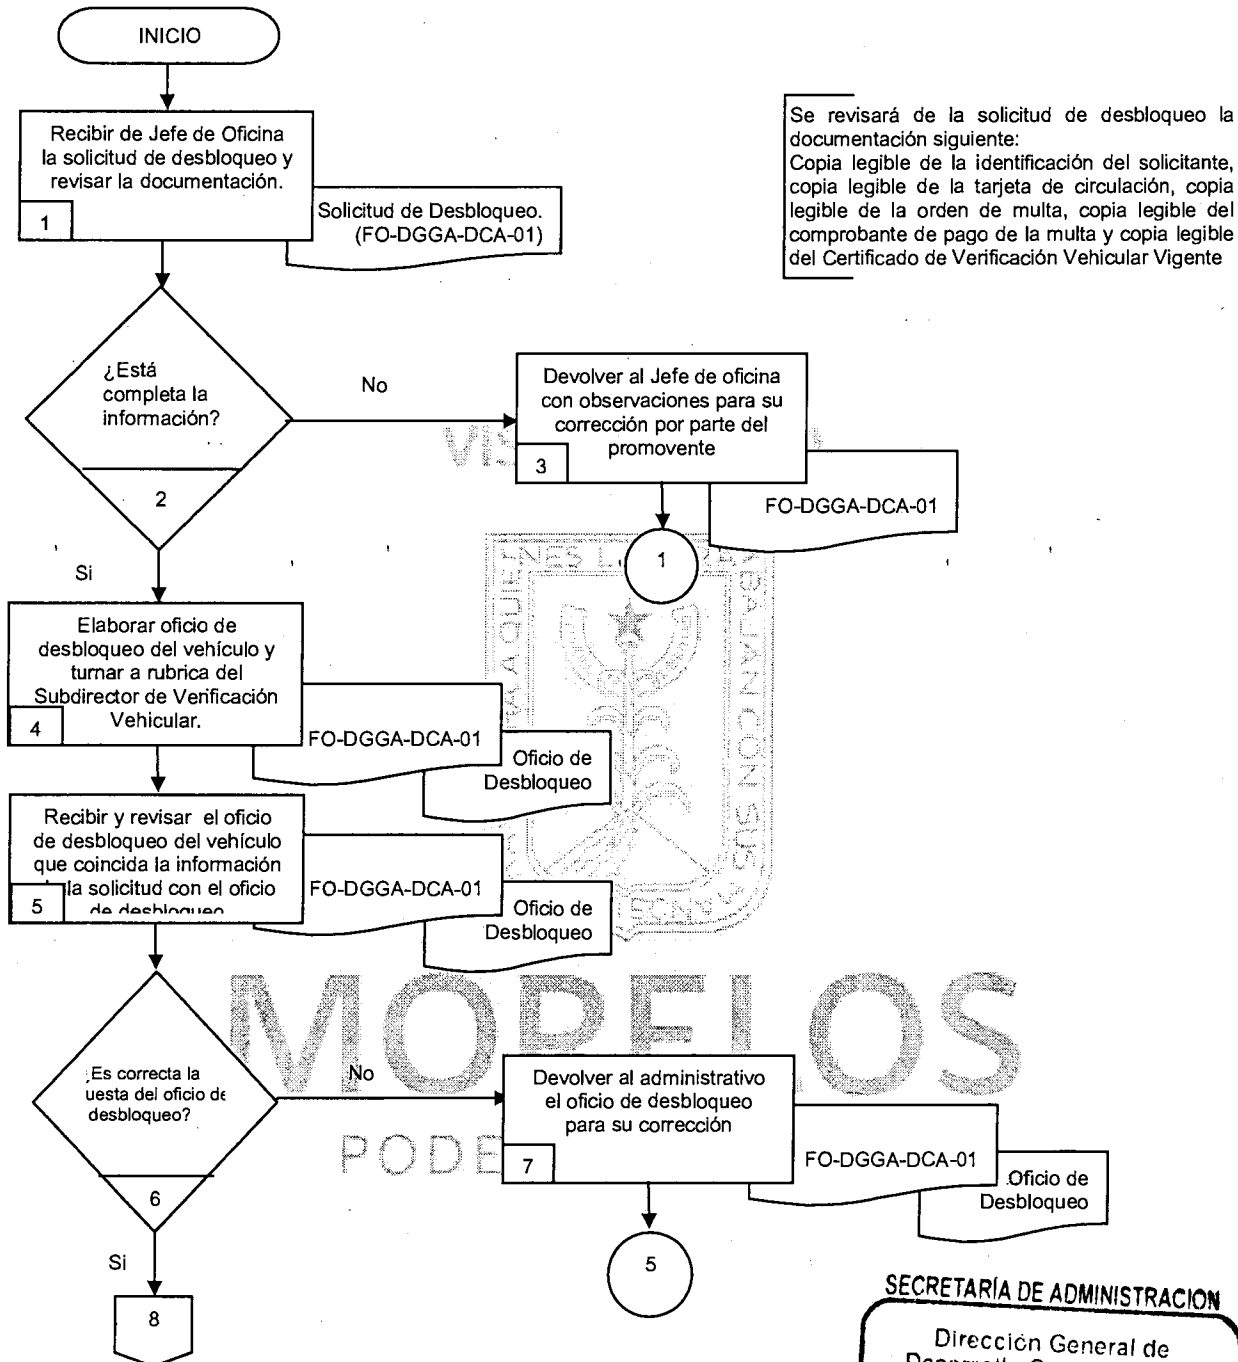 INICIO
Recibir de Jefe de Oficina
la solicitud de desbloqueo y
revisar la documentación.
1
Solicitud de Desbloqueo.
(FO-DGGA-DCA-01)
Se revisará de la solicitud de desbloqueo la
documentación siguiente:
Copia legible de la identificación del solicitante,
copia legible de la tarjeta de circulación, copia
legible de la orden de multa, copia legible del
comprobante de pago de la multa y copia legible
del Certificado de Verificación Vehicular Vigente
¿Está
completa la
información?
2
No
Devolver al Jefe de oficina
con observaciones para su
corrección por parte del
promovente
3
FO-DGGA-DCA-01
1
Si
Elaborar oficio de
desbloqueo del vehículo y
turnar a rubrica del
Subdirector de Verificación
Vehicular.
4
FO-DGGA-DCA-01
Oficio de
Desbloqueo
Recibir y revisar el oficio
de desbloqueo del vehículo
que coincida la información
la solicitud con el oficio
de desbloqueo
5
FO-DGGA-DCA-01
Oficio de
Desbloqueo
MORELOS
Es correcta la
uesta del oficio de
desbloqueo?
6
No
Devolver al administrativo
el oficio de desbloqueo
para su corrección
7
FO-DGGA-DCA-01
Oficio de
Desbloqueo
5
Si
8
SECRETARÍA DE ADMINISTRACION
Dirección General de